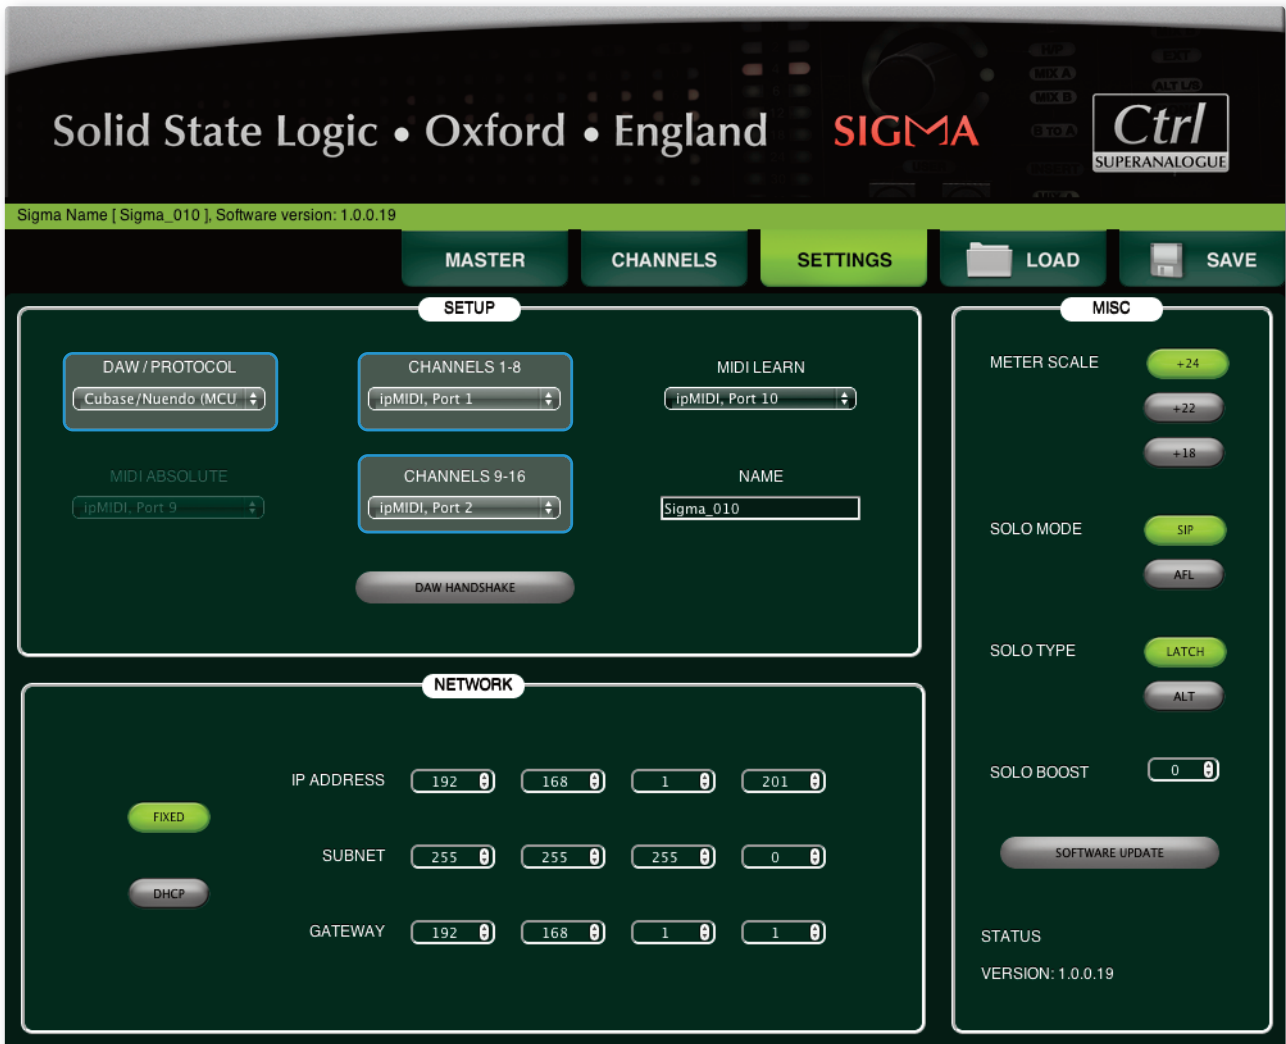 Solid State Logic • Oxford • England SIGMA Ctrl
SUPERANALOGUE
H/P
MIX A
MIX B
B TO A
EXT
ALT L/S
Sigma Name [ Sigma_010 ], Software version: 1.0.0.19
MASTER CHANNELS SETTINGS LOAD SAVE
SETUP
DAW / PROTOCOL CHANNELS 1-8 MIDI LEARN
Cubase/Nuendo (MCU ipMIDI, Port 1 ipMIDI, Port 10
MIDI ABSOLUTE CHANNELS 9-16 NAME
ipMIDI, Port 9 ipMIDI, Port 2 Sigma_010
DAW HANDSHAKE
NETWORK
IP ADDRESS 192 168 1 201
FIXED
SUBNET 255 255 255 0
DHCP
GATEWAY 192 168 1 1
MISC
METER SCALE +24
+22
+18
SOLO MODE SIP
AFL
SOLO TYPE LATCH
ALT
SOLO BOOST 0
SOFTWARE UPDATE
STATUS
VERSION: 1.0.0.19